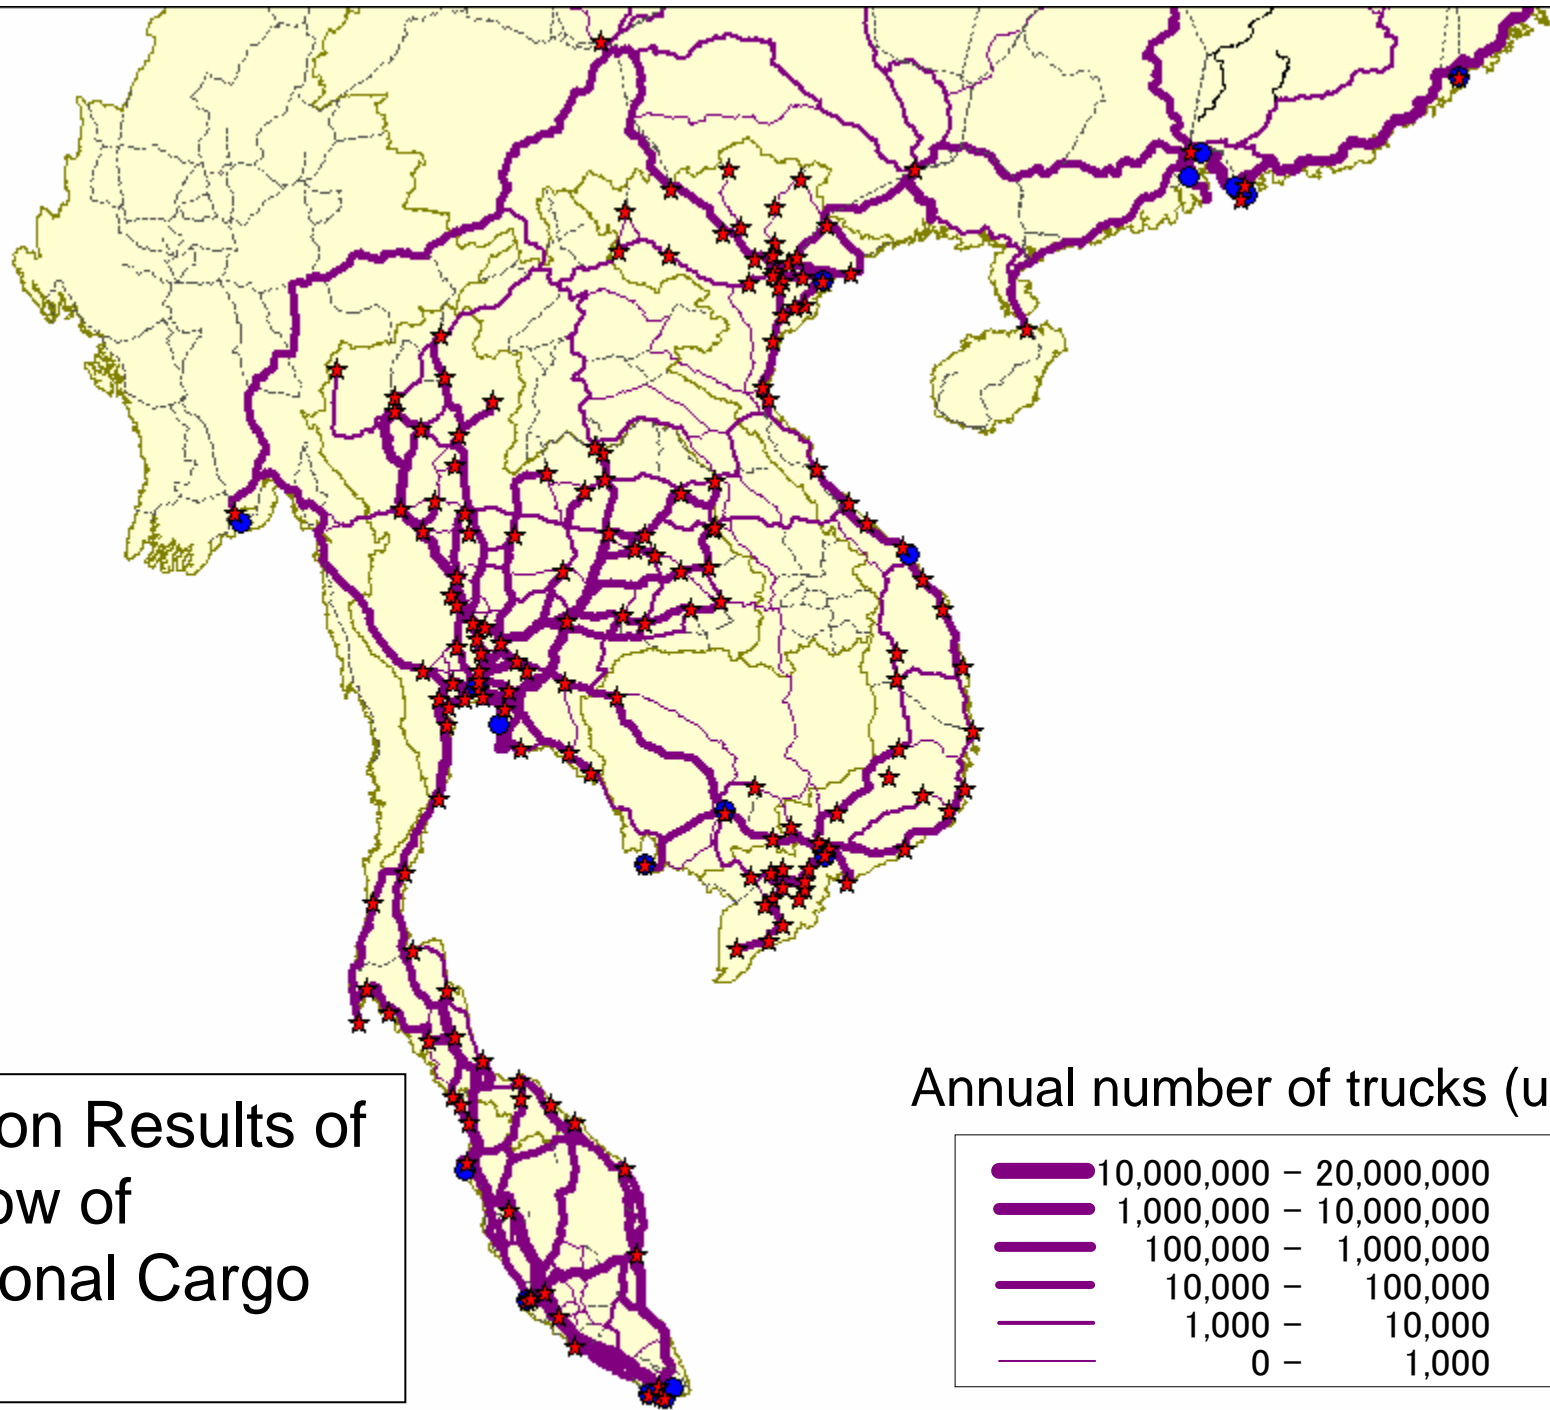 on Results of
ow of
onal Cargo
Annual number of trucks (u
10,000,000 − 20,000,000
1,000,000 − 10,000,000
100,000 − 1,000,000
10,000 − 100,000
1,000 − 10,000
0 − 1,000